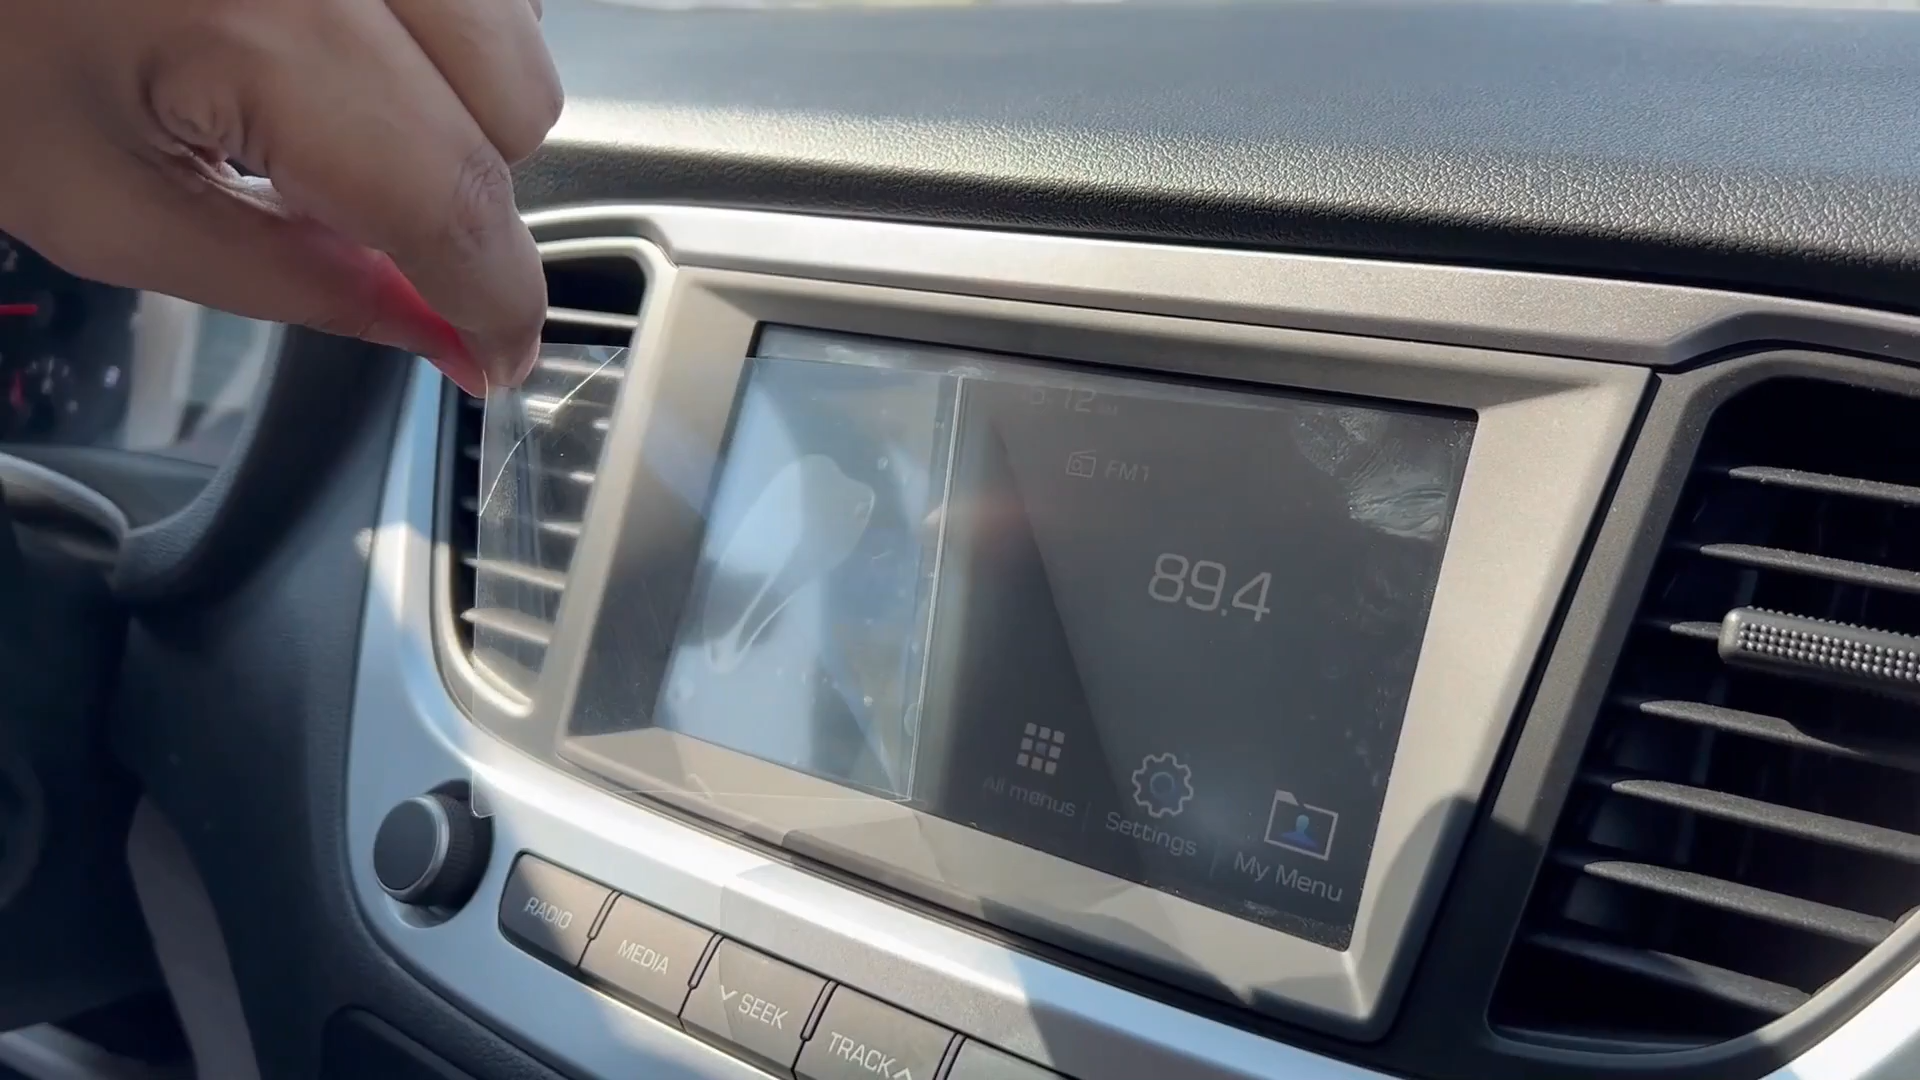 FM1
89.4
All menus
Settings
My Menu
RADIO
MEDIA
SEEK
TRACK